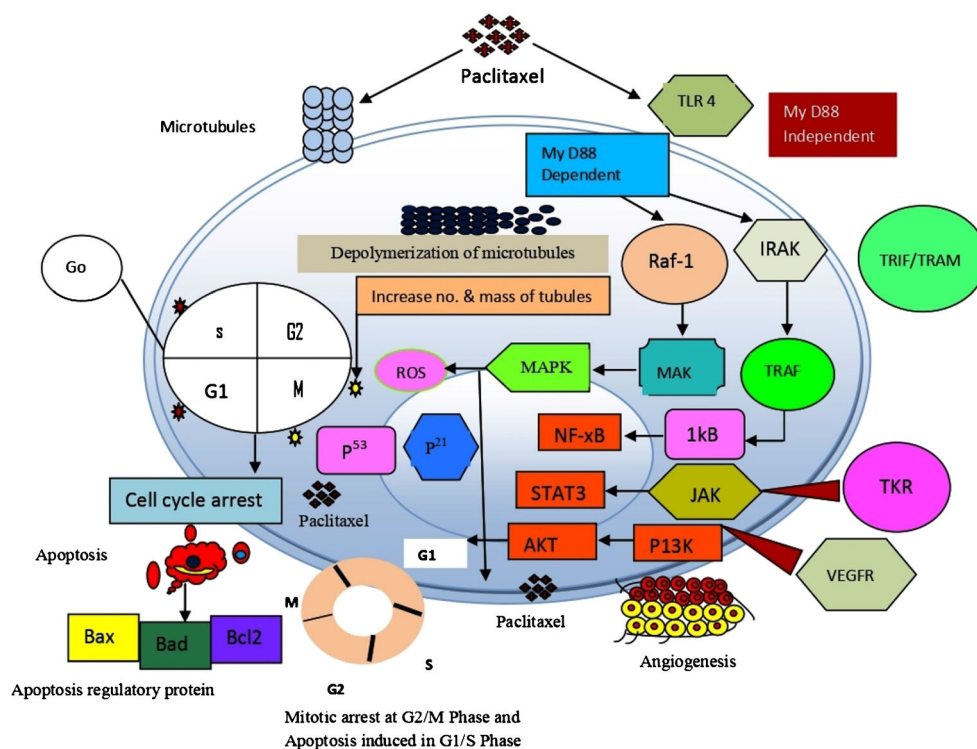 Paclitaxel
TLR 4
My D88
Independent
Microtubules
My D88
Dependent
Depolymerization of microtubules
Raf-1
IRAK
TRIF/TRAM
Go
Increase no. & mass of tubules
s
G2
G1
M
ROS
MAPK
MAK
TRAF
P53
P21
NF-xB
1kB
Cell cycle arrest
Paclitaxel
STAT3
JAK
TKR
Apoptosis
G1
AKT
P13K
VEGFR
M
Paclitaxel
Bax
Bad
Bcl2
S
Angiogenesis
Apoptosis regulatory protein
G2
Mitotic arrest at G2/M Phase and
Apoptosis induced in G1/S Phase